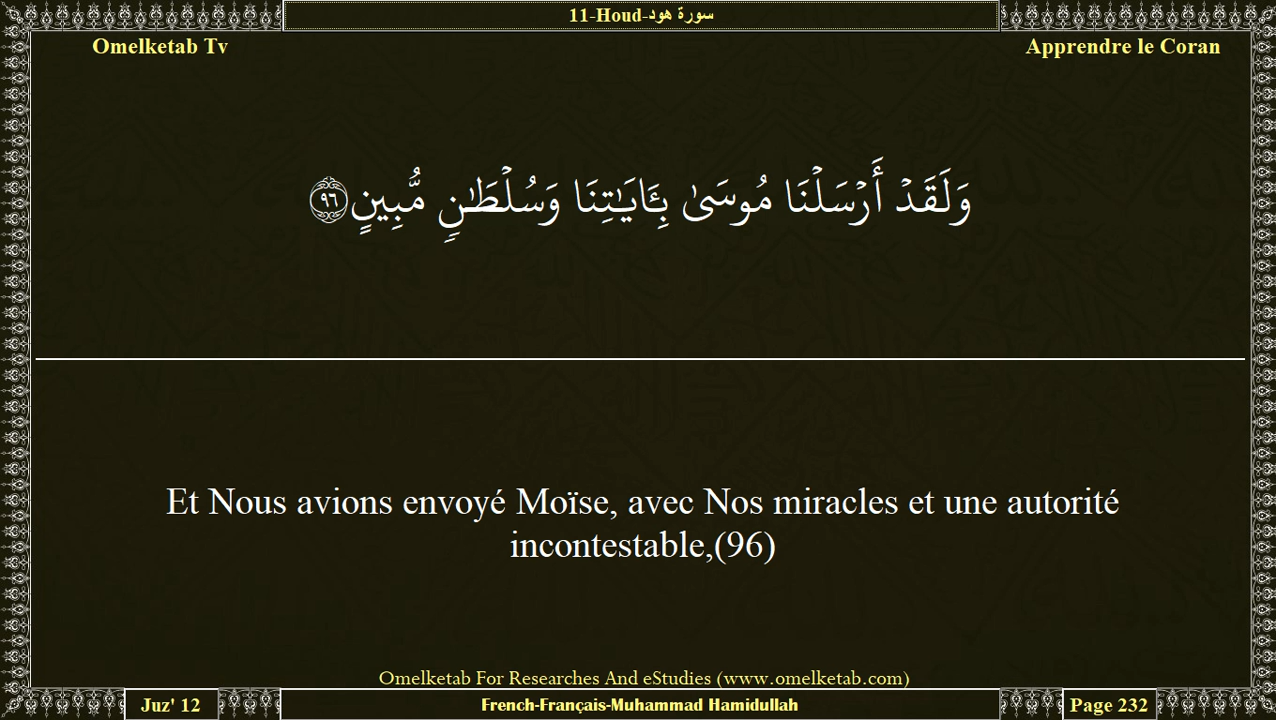 11-Houd-سورة هود
Omelketab Tv
Apprendre le Coran
وَلَقَدۡ أَرۡسَلۡنَا مُوسَىٰ بِـَٔايَٰتِنَا وَسُلۡطَٰنٖ مُّبِينٍ ٩٦
Et Nous avions envoyé Moïse, avec Nos miracles et une autorité
incontestable,(96)
Omelketab For Researches And eStudies (www.omelketab.com)
Juz' 12
French-Français-Muhammad Hamidullah
Page 232